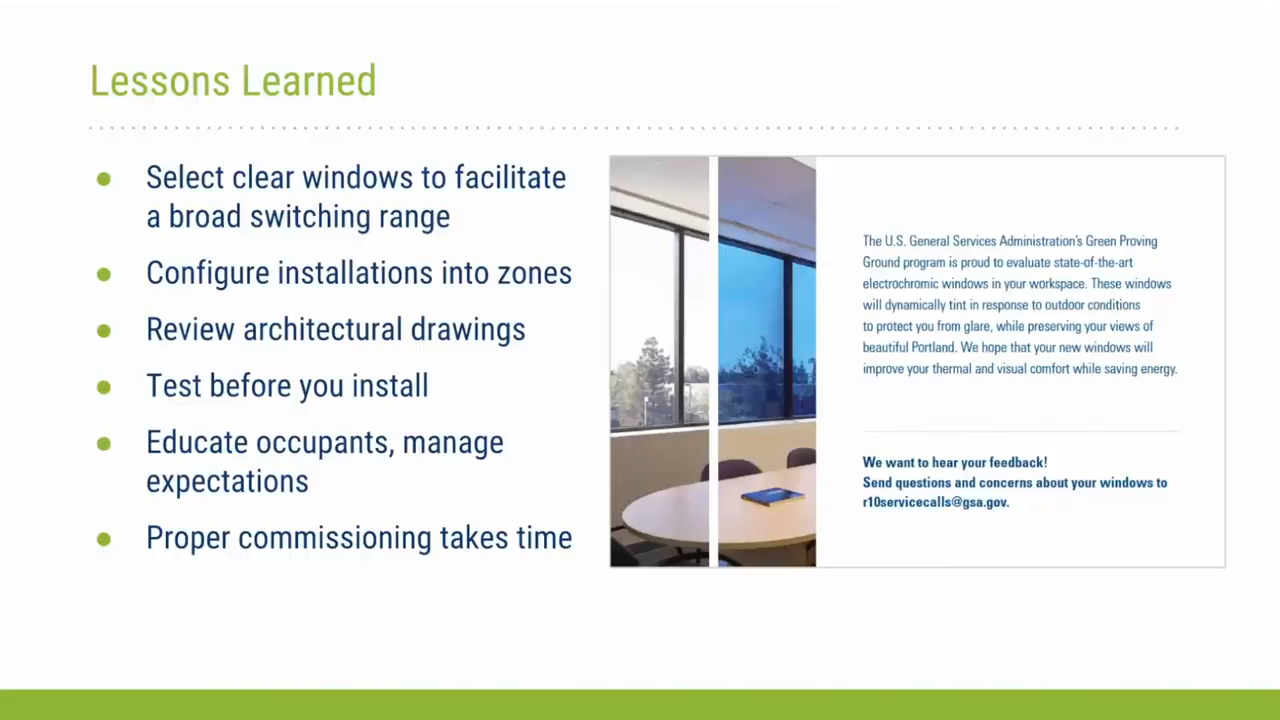 Lessons Learned
Select clear windows to facilitate
a broad switching range
Configure installations into zones
Review architectural drawings
Test before you install
Educate occupants, manage
expectations
Proper commissioning takes time
The U.S. General Services Administration's Green Proving
Ground program is proud to evaluate state-of-the-art
electrochromic windows in your workspace. These windows
will dynamically tint in response to outdoor conditions
to protect you from glare, while preserving your views of
beautiful Portland. We hope that your new windows will
improve your thermal and visual comfort while saving energy.
We want to hear your feedback!
Send questions and concerns about your windows to
r10servicecalls@gsa.gov.